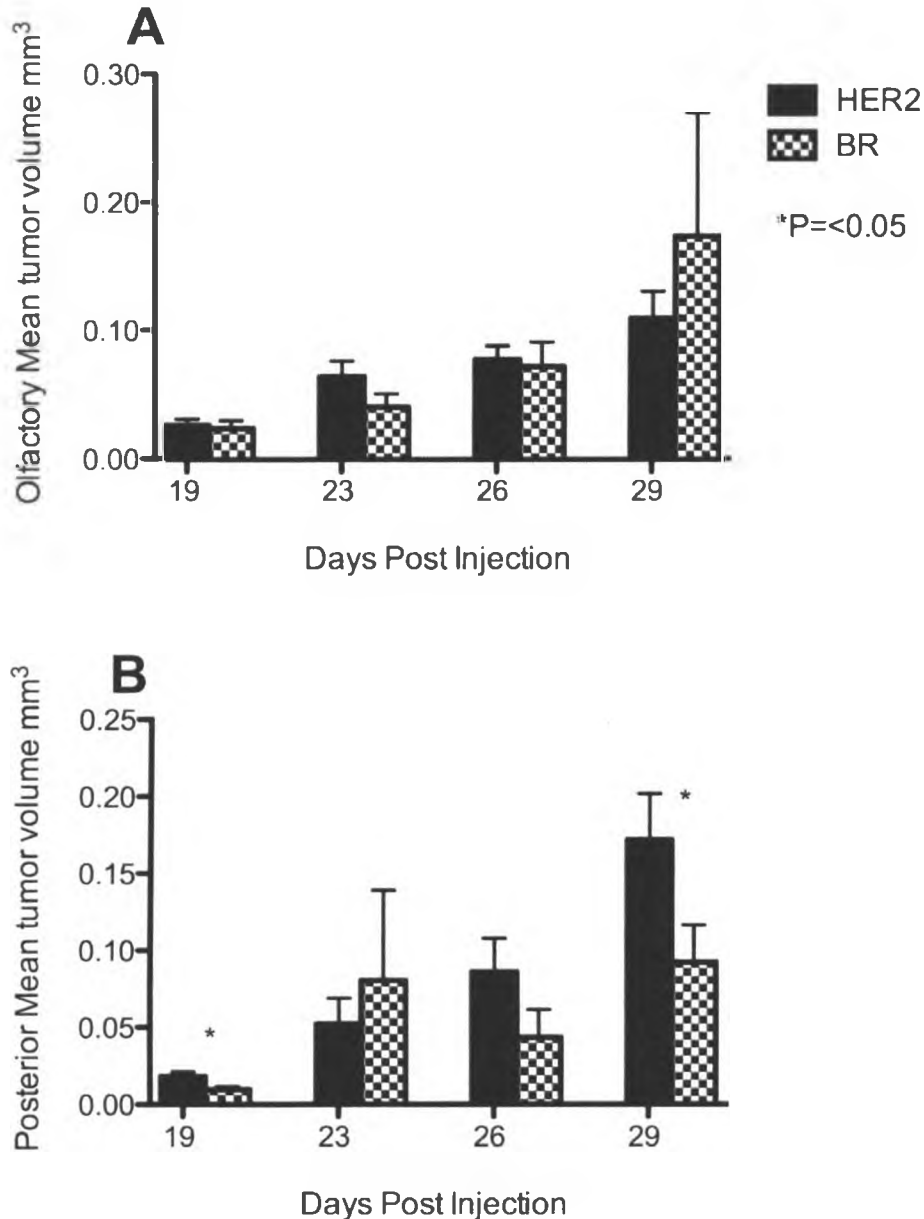 A
Olfactory Mean tumor volume mm³
0.30
0.20
0.10
0.00
19 23 26 29
Days Post Injection
HER2
BR
*P=<0.05
B
Posterior Mean tumor volume mm³
0.25
0.20
0.15
0.10
0.05
0.00
*
*
19 23 26 29
Days Post Injection